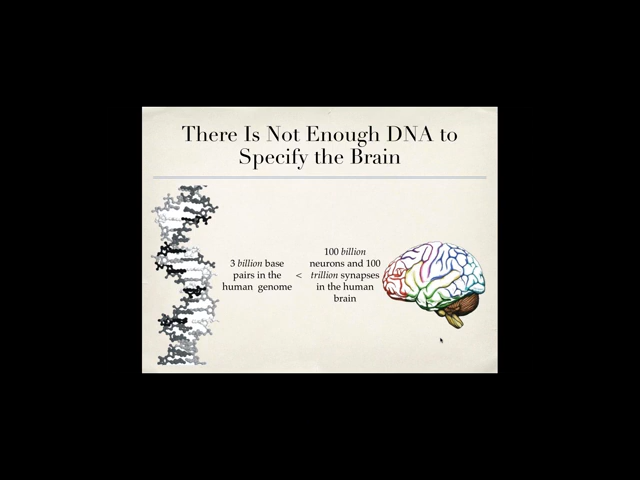 There Is Not Enough DNA to
Specify the Brain
3 billion base
pairs in the
human genome
<
100 billion
neurons and 100
trillion synapses
in the human
brain